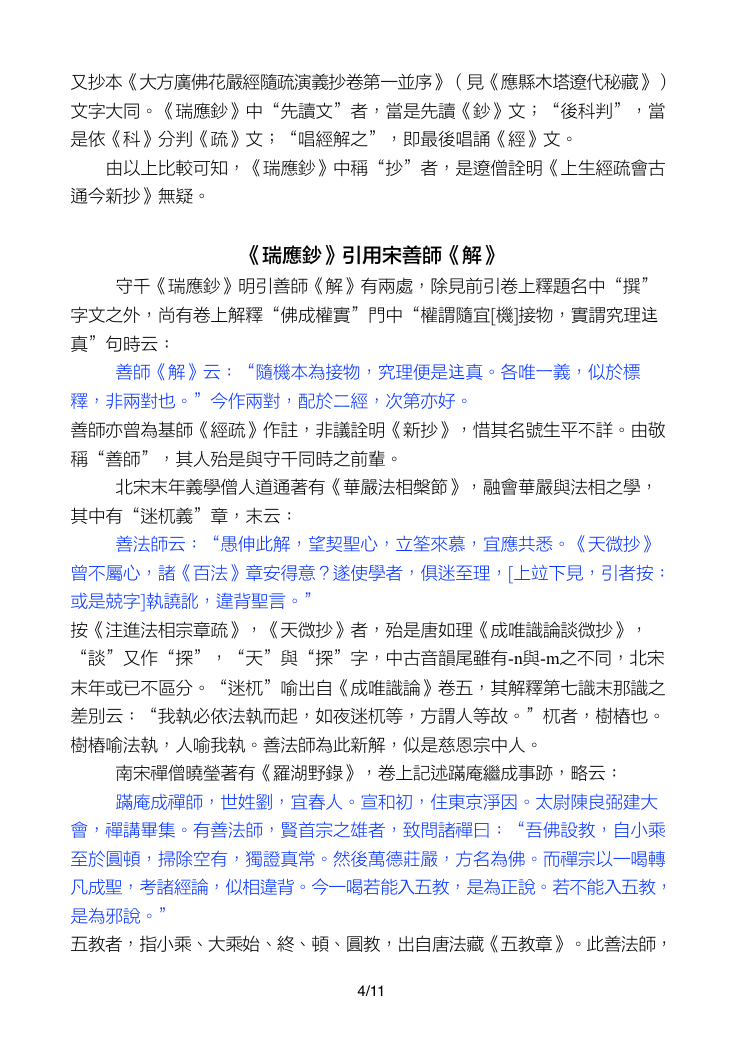 又抄本《大方廣佛花嚴經隨疏演義抄卷第一並序》（見《應縣木塔遼代秘藏》）
文字大同。《瑞應鈔》中“先讀文”者，當是先讀《鈔》文；“後科判”，當
是依《科》分判《疏》文；“唱經解之”，即最後唱誦《經》文。
由以上比較可知，《瑞應鈔》中稱“抄”者，是遼僧詮明《上生經疏會古
通今新抄》無疑。
《瑞應鈔》引用宋善師《解》
守千《瑞應鈔》明引善師《解》有兩處，除見前引卷上釋題名中“撰”
字文之外，尚有卷上解釋“佛成權實”門中“權謂隨宜[機]接物，實謂究理迬
真”句時云：
善師《解》云：“隨機本為接物，究理便是迬真。各唯一義，似於標
釋，非兩對也。”今作兩對，配於二經，次第亦好。
善師亦曾為基師《經疏》作註，非議詮明《新抄》，惜其名號生平不詳。由敬
稱“善師”，其人殆是與守千同時之前輩。
北宋末年義學僧人道通著有《華嚴法相槃節》，融會華嚴與法相之學，
其中有“迷杌義”章，末云：
善法師云：“愚伸此解，望契聖心，立筌來慕，宜應共悉。《天微抄》
曾不屬心，諸《百法》章安得意？遂使學者，俱迷至理，[上竝下見，引者按：
或是兢字]執譊訿，違背聖言。”
按《注進法相宗章疏》，《天微抄》者，殆是唐如理《成唯識論談微抄》，
“談”又作“探”，“天”與“探”字，中古音韻尾雖有-n與-m之不同，北宋
末年或已不區分。“迷杌”喻出自《成唯識論》卷五，其解釋第七識末那識之
差別云：“我執必依法執而起，如夜迷杌等，方謂人等故。”杌者，樹樁也。
樹樁喻法執，人喻我執。善法師為此新解，似是慈恩宗中人。
南宋禪僧曉瑩著有《羅湖野錄》，卷上記述蹣庵繼成事跡，略云：
蹣庵成禪師，世姓劉，宜春人。宣和初，住東京淨因。太尉陳良弼建大
會，禪講畢集。有善法師，賢首宗之雄者，致問諸禪曰：“吾佛設教，自小乘
至於圓頓，掃除空有，獨證真常。然後萬德莊嚴，方名為佛。而禪宗以一喝轉
凡成聖，考諸經論，似相違背。今一喝若能入五教，是為正說。若不能入五教，
是為邪說。”
五教者，指小乘、大乘始、終、頓、圓教，出自唐法藏《五教章》。此善法師，
4/11